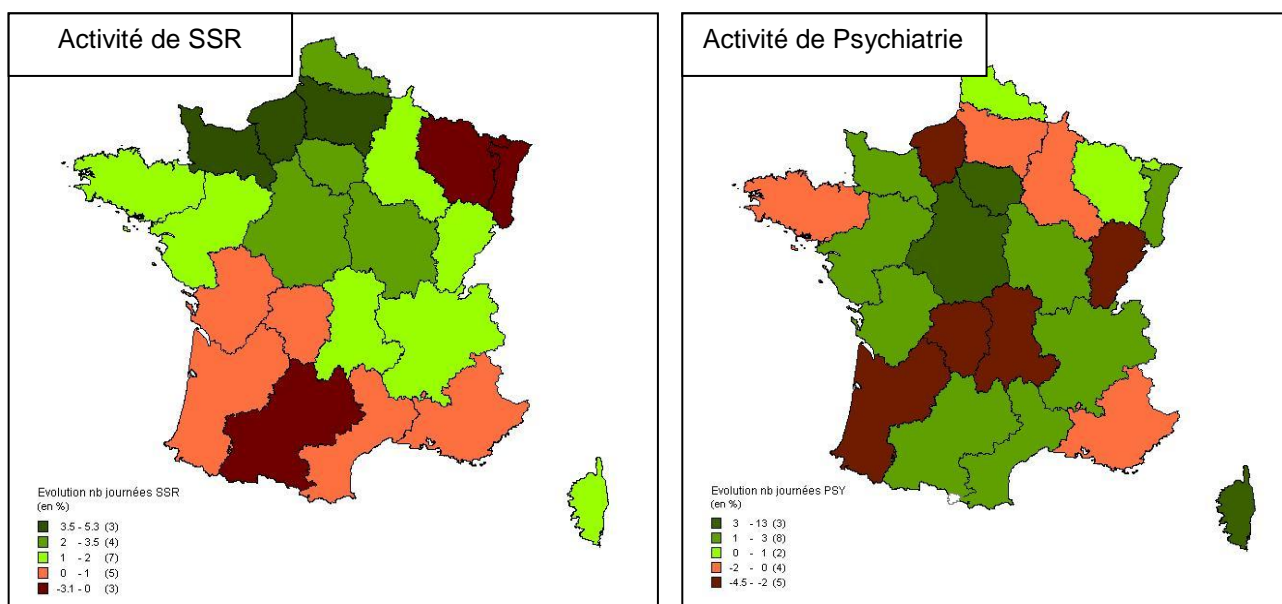 Activité de SSR
Evolution nb journées SSR
(en %)
3.5 - 5.3 (3)
2 - 3.5 (4)
1 - 2 (7)
0 - 1 (5)
-3.1 - 0 (3)
Activité de Psychiatrie
Evolution nb journées PSY
(en %)
3 - 13 (3)
1 - 3 (8)
0 - 1 (2)
-2 - 0 (4)
-4.5 - -2 (5)